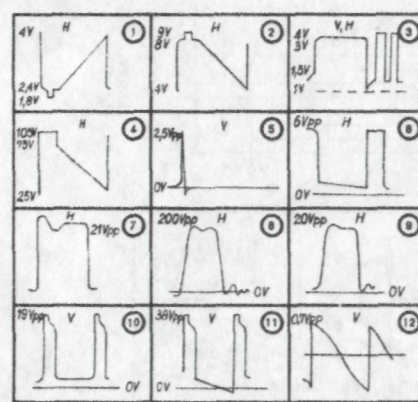 4V H 1
2,4V
1,8V
9V H 2
8V
4V
V, H 3
4V
3V
1,5V
1V
H 4
105V
75V
25V
V 5
2,5Vpp
0V
6Vpp H 6
0V
H 7
21Vpp
200Vpp H 8
0V
20Vpp H 9
0V
19Vpp V 10
0V
38Vpp V 11
0V
0,7Vpp V 12